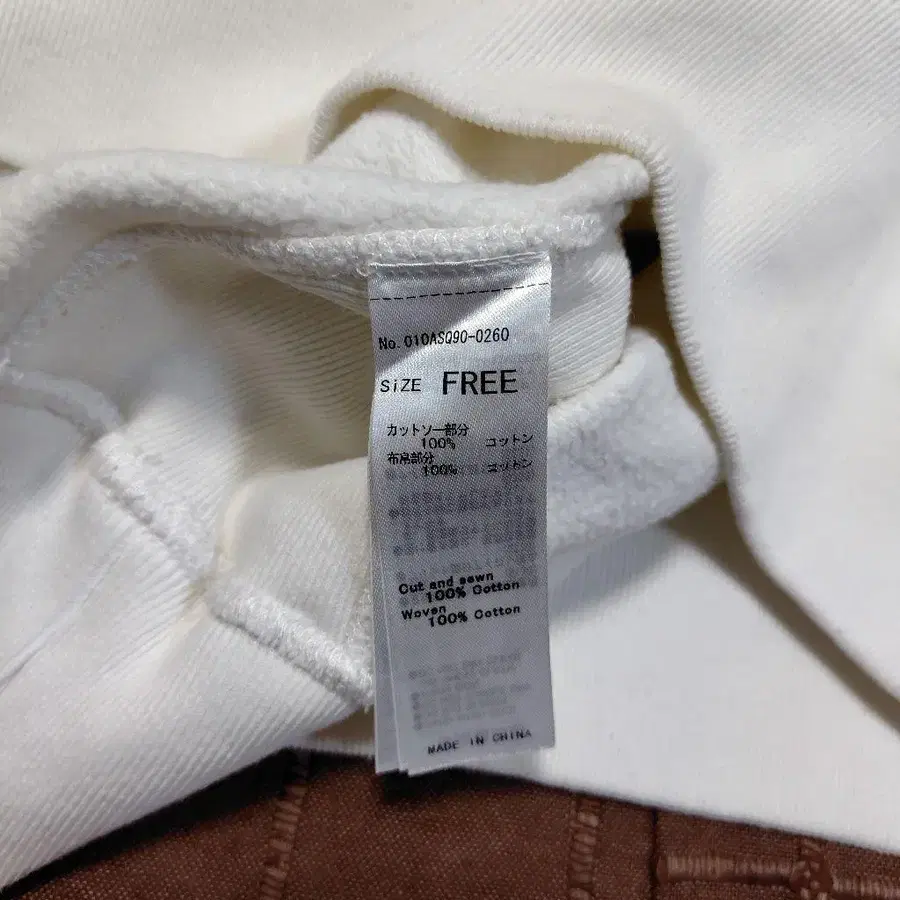 No. 010ASQ90-0260
SiZE FREE
カットソー部分
100% コットン
布帛部分
100% コットン
Cut and sewn
100% Cotton
Woven
100% Cotton
MADE IN CHINA